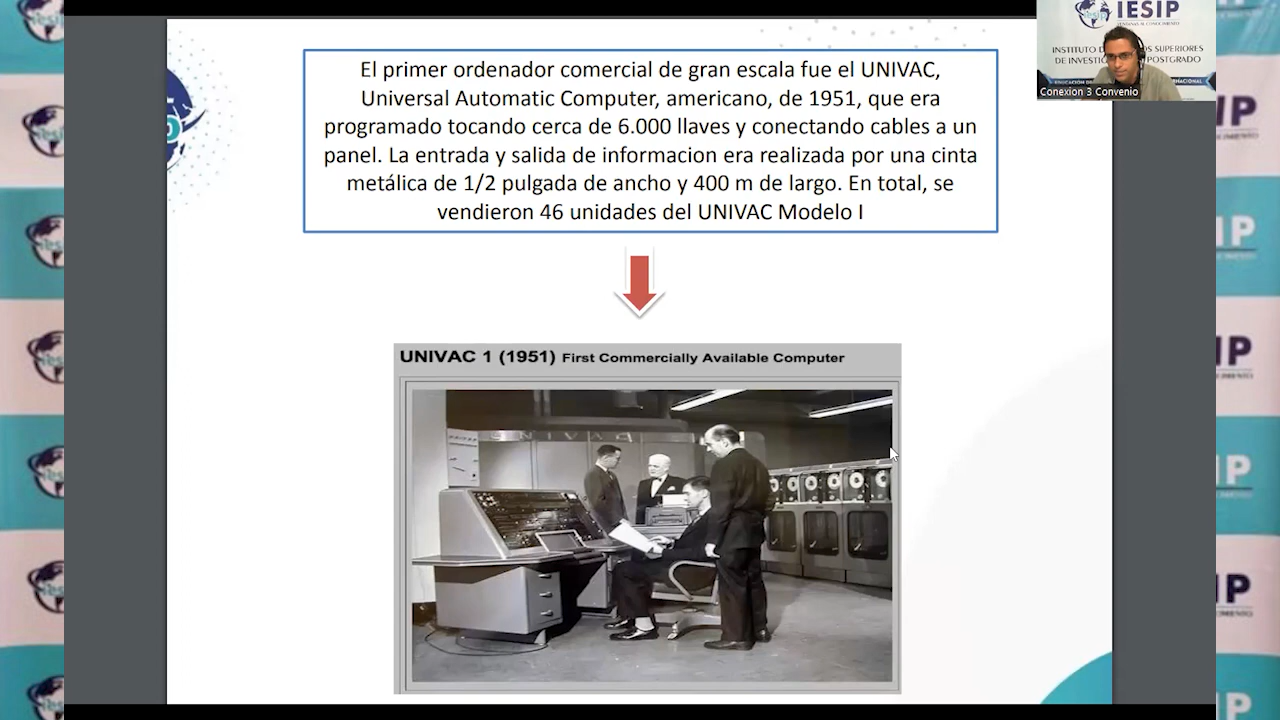 El primer ordenador comercial de gran escala fue el UNIVAC,
Universal Automatic Computer, americano, de 1951, que era
programado tocando cerca de 6.000 llaves y conectando cables a un
panel. La entrada y salida de informacion era realizada por una cinta
metálica de 1/2 pulgada de ancho y 400 m de largo. En total, se
vendieron 46 unidades del UNIVAC Modelo I
UNIVAC 1 (1951) First Commercially Available Computer
UNIVAC
IESIP
Conexion 3 Convenio